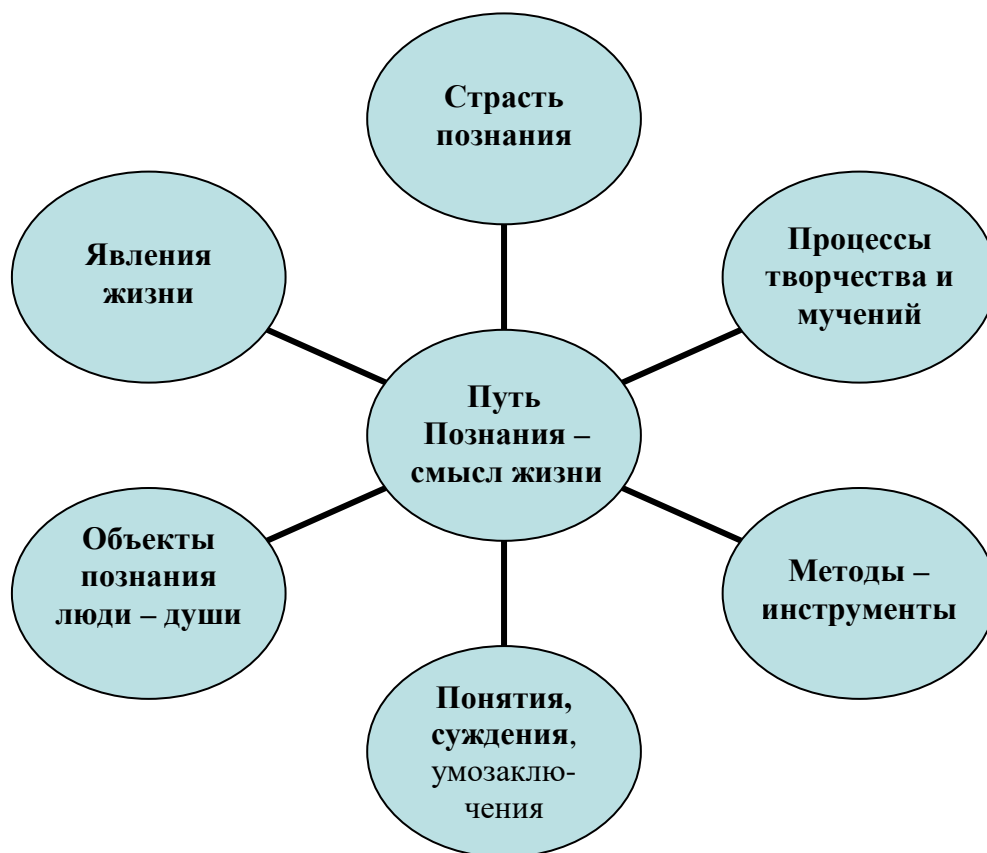 Страсть
познания
Явления
жизни
Процессы
творчества и
мучений
Путь
Познания –
смысл жизни
Объекты
познания
люди – души
Методы –
инструменты
Понятия,
суждения,
умозаклю-
чения